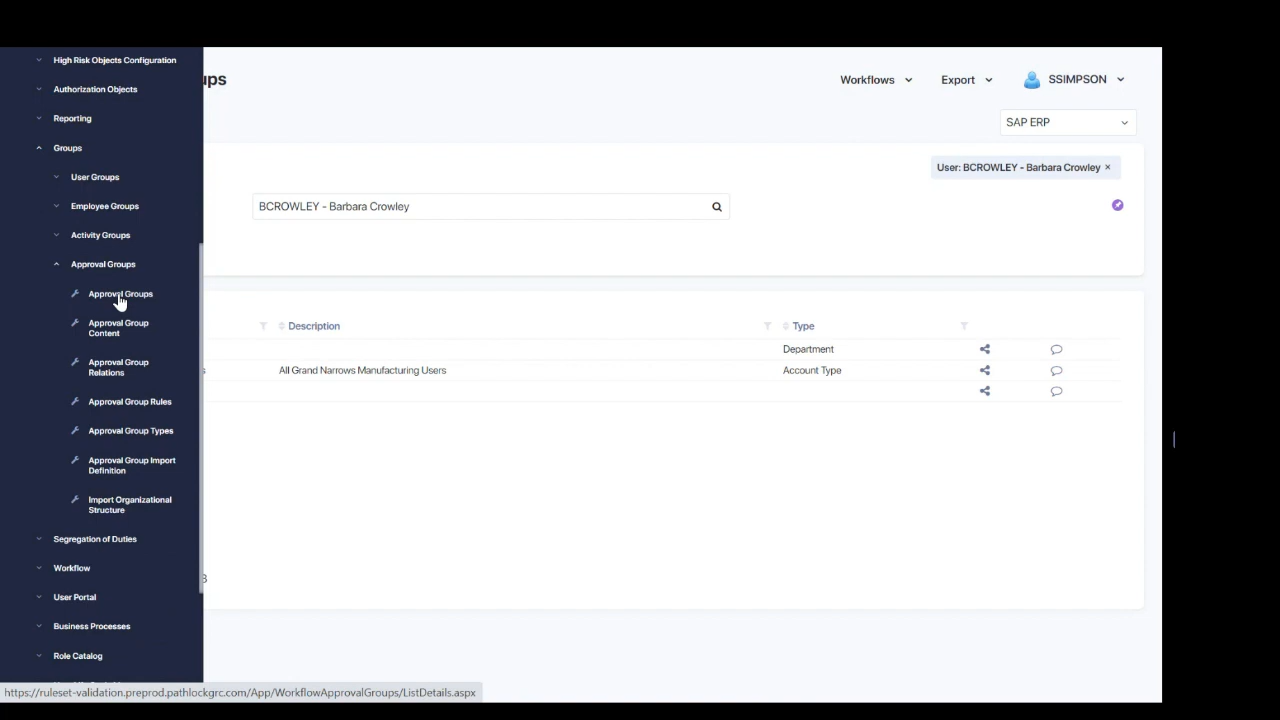 High Risk Objects Configuration
Authorization Objects
Reporting
Groups
User Groups
Employee Groups
Activity Groups
Approval Groups
Approval Groups
Approval Group
Content
Approval Group
Relations
Approval Group Rules
Approval Group Types
Approval Group Import
Definition
Import Organizational
Structure
Segregation of Duties
Workflow
User Portal
Business Processes
Role Catalog
https://ruleset-validation.preprod.pathlockgrc.com/App/WorkflowApprovalGroups/ListDetails.aspx
ups
Workflows
Export
SSIMPSON
SAP ERP
User: BCROWLEY - Barbara Crowley ×
BCROWLEY - Barbara Crowley
Description
Type
Department
s
All Grand Narrows Manufacturing Users
Account Type
3